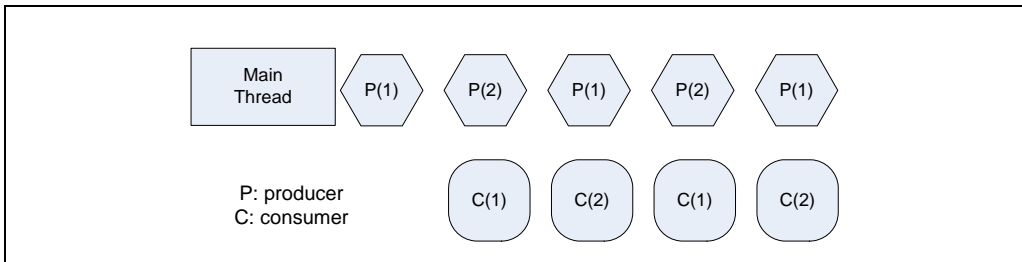 Main
Thread
P(1)
P(2)
P(1)
P(2)
P(1)
P: producer
C: consumer
C(1)
C(2)
C(1)
C(2)